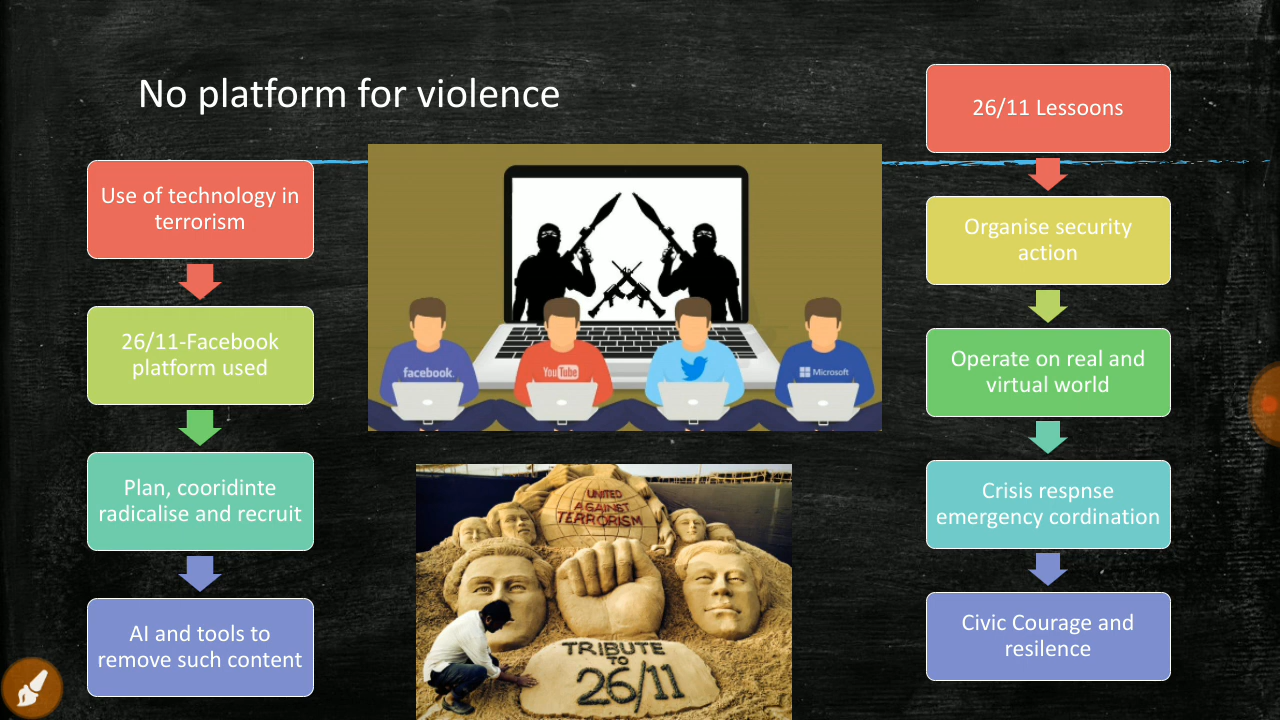 No platform for violence
Use of technology in
terrorism
26/11-Facebook
platform used
Plan, cooridinte
radicalise and recruit
AI and tools to
remove such content
facebook.
YouTube
Microsoft
UNITED
AGAINST
TERRORISM
TRIBUTE
TO
26/11
26/11 Lessoons
Organise security
action
Operate on real and
virtual world
Crisis respnse
emergency cordination
Civic Courage and
resilence